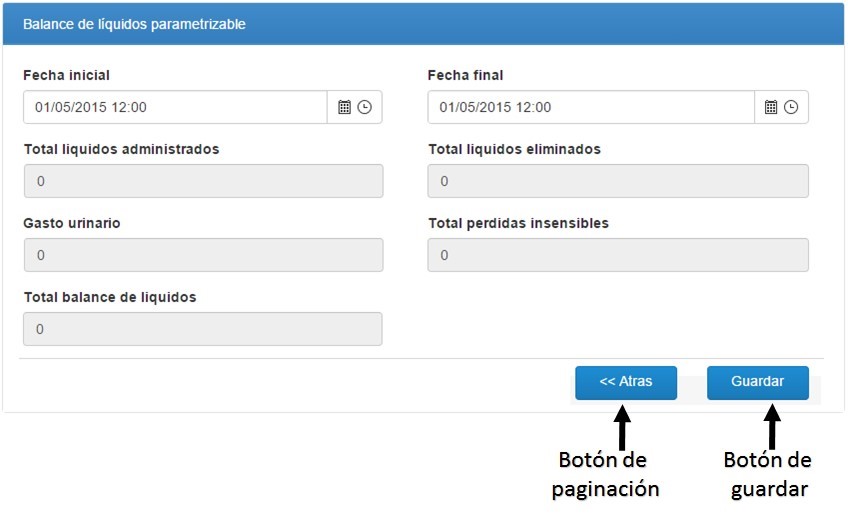 Balance de líquidos parametrizable
Fecha inicial
Fecha final
01/05/2015 12:00
01/05/2015 12:00
Total liquidos administrados
Total liquidos eliminados
0
0
Gasto urinario
Total perdidas insensibles
0
0
Total balance de liquidos
0
<< Atras
Guardar
Botón de
paginación
Botón de
guardar